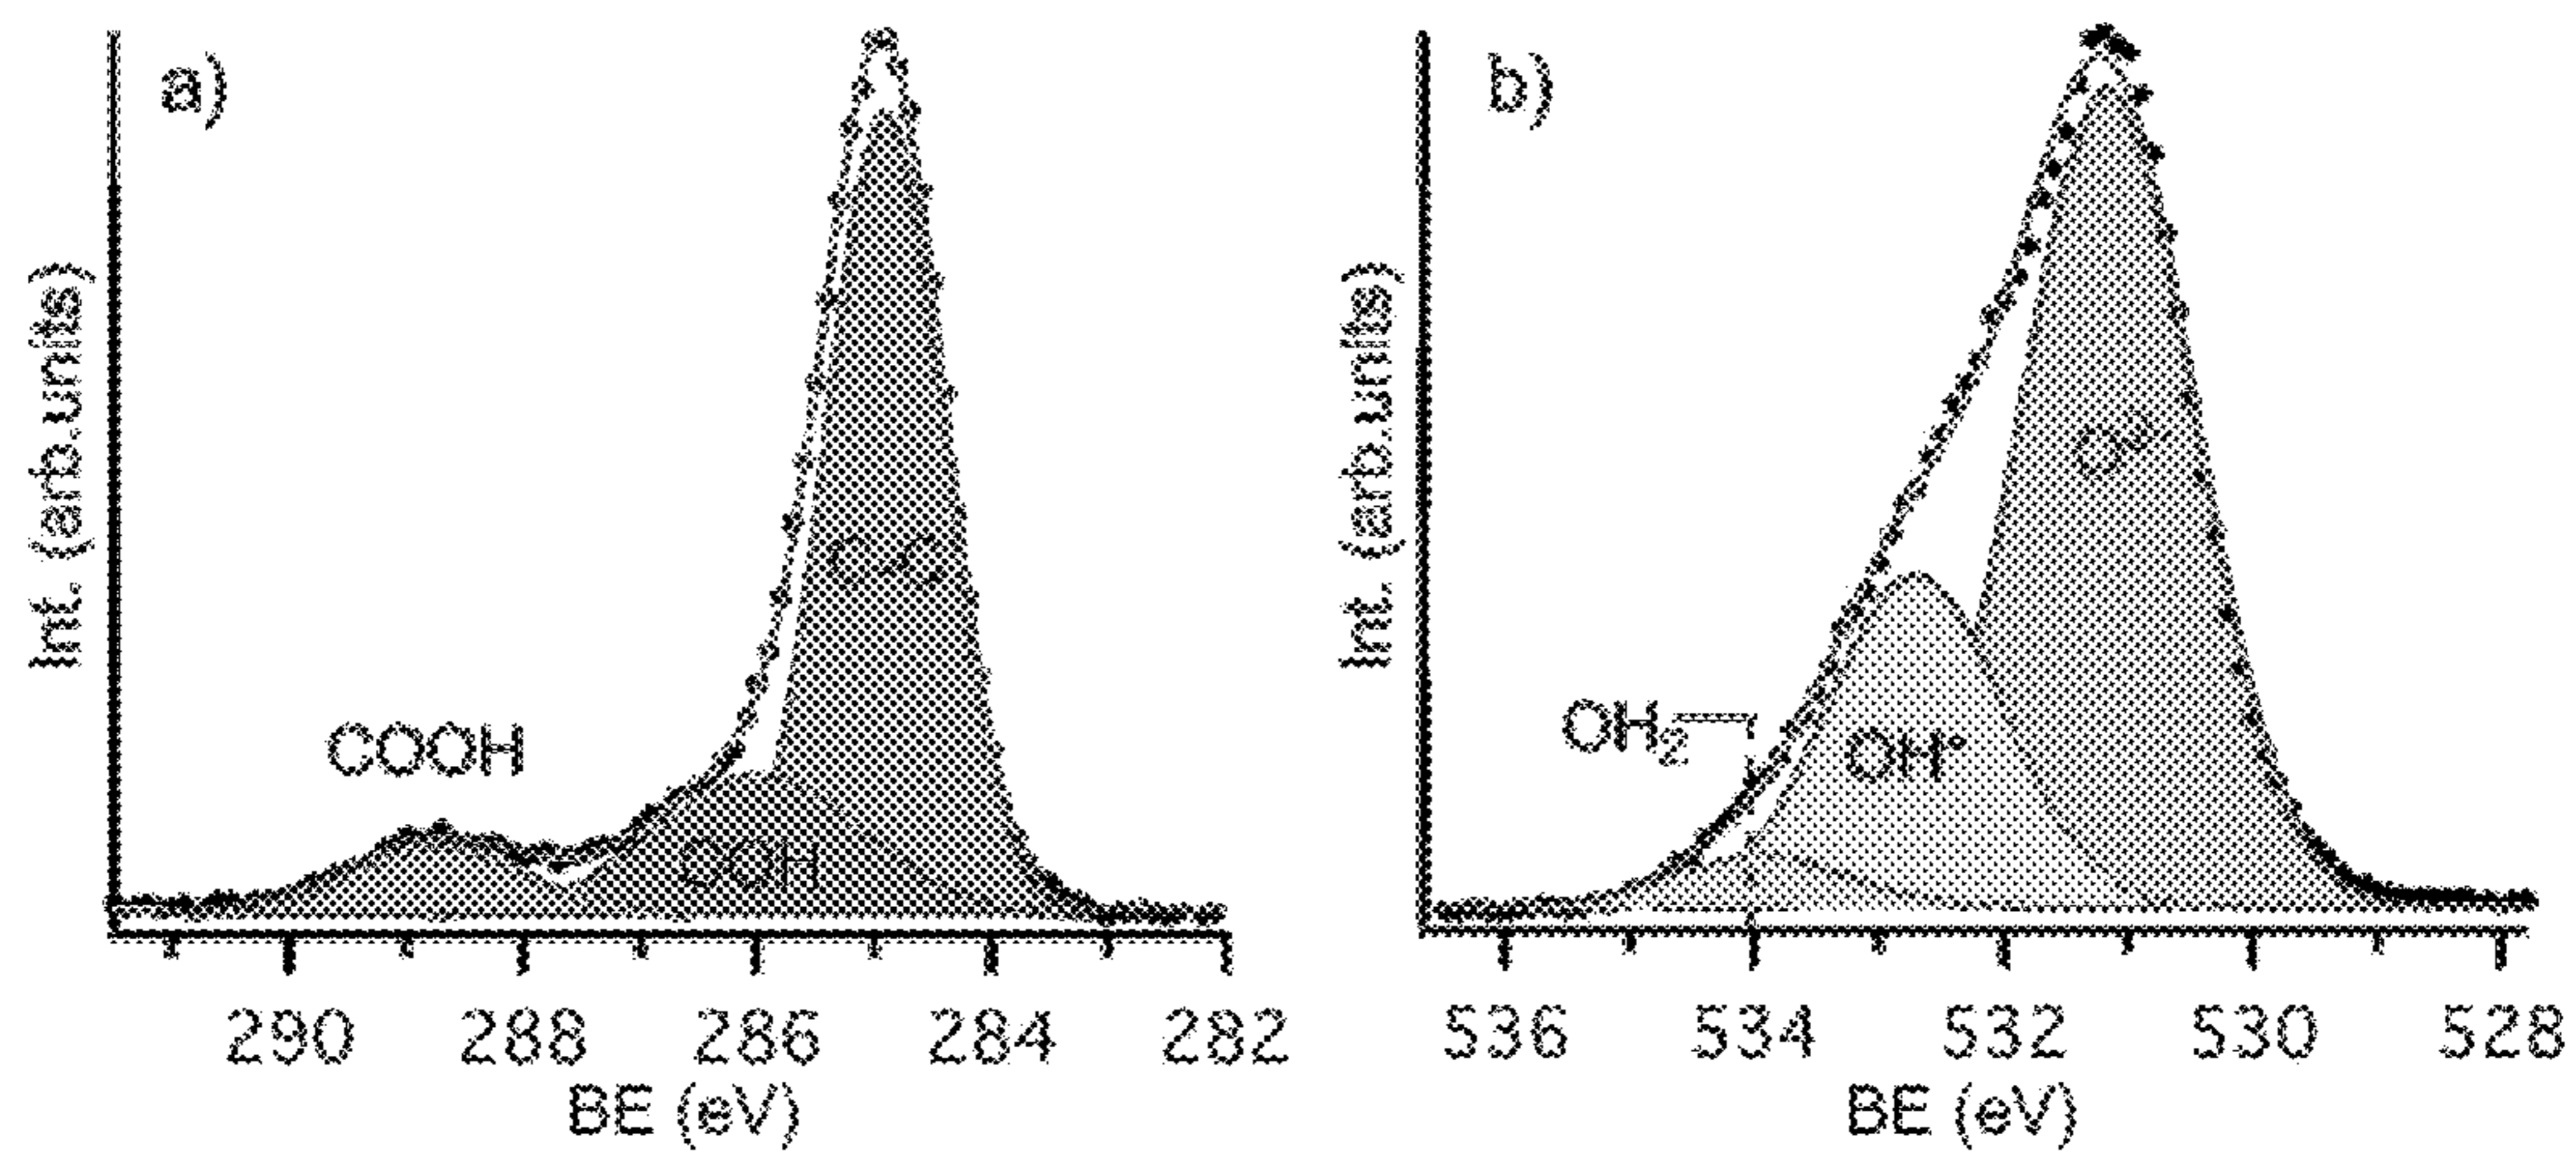 a)
Int. (arb.units)
COOH
COH
290 288 286 284 282
BE (eV)
b)
Int. (arb.units)
OH₂
OH⁻
536 534 532 530 528
BE (eV)